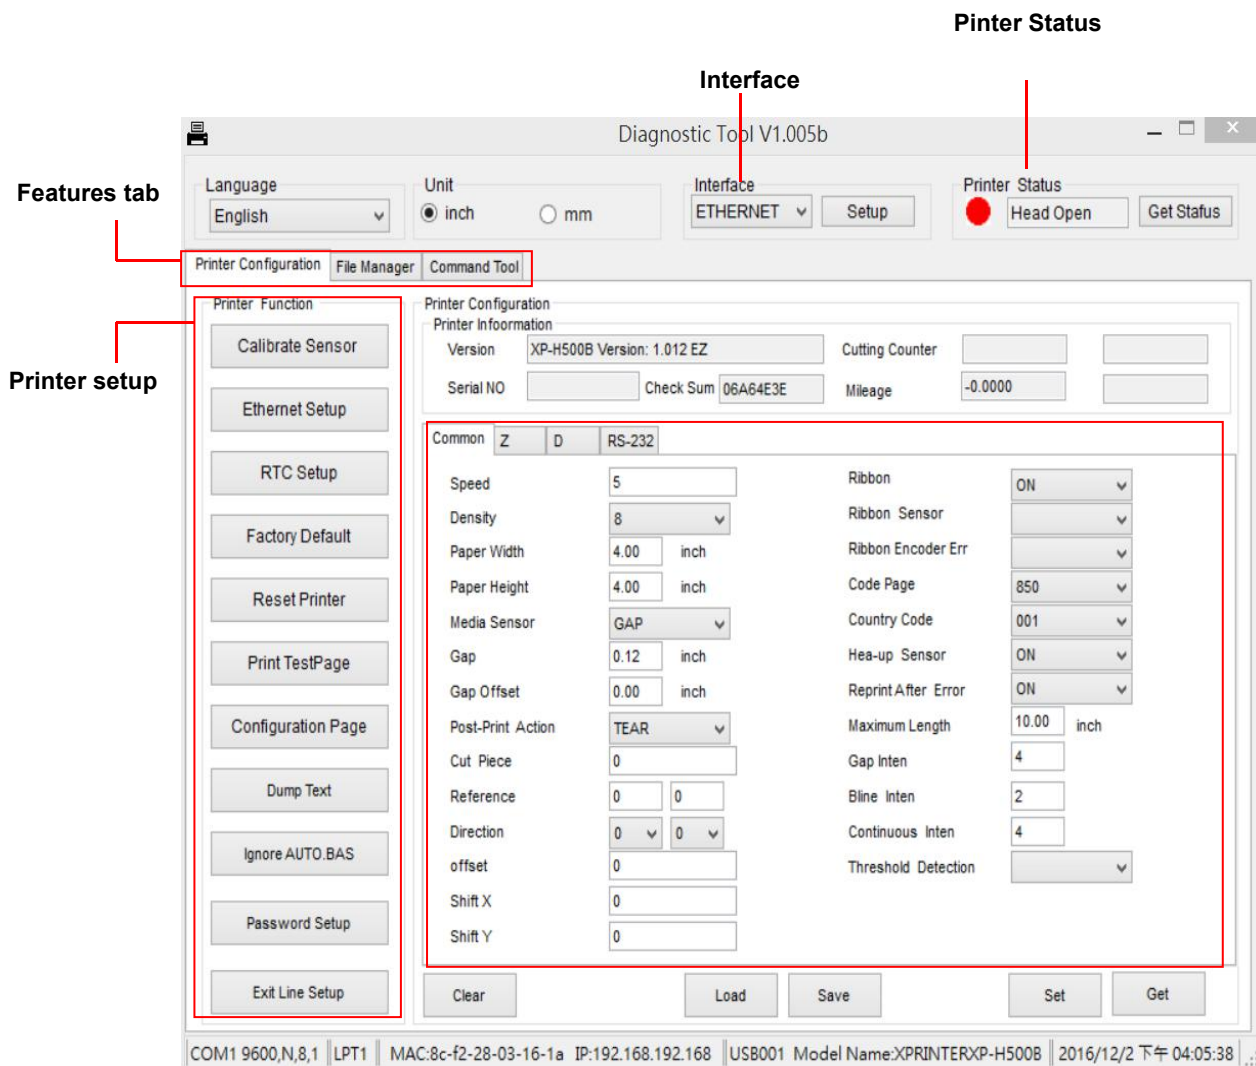 Pinter Status
Interface
Diagnostic Tool V1.005b
Features tab
Language
Unit
Interface
Printer Status
English
inch
mm
ETHERNET
Setup
Head Open
Get Stafus
Printer Configuration
File Manager
Command Tool
Printer setup
Printer Function
Calibrate Sensor
Ethernet Setup
RTC Setup
Factory Default
Reset Printer
Print TestPage
Configuration Page
Dump Text
Ignore AUTO.BAS
Password Setup
Exit Line Setup
Printer Configuration
Printer Infoormation
Version XP-H500B Version: 1.012 EZ
Cutting Counter
Serial NO
Check Sum 06A64E3E
Mileage -0.0000
Common Z D RS-232
Speed 5
Density 8
Paper Width 4.00 inch
Paper Height 4.00 inch
Media Sensor GAP
Gap 0.12 inch
Gap Offset 0.00 inch
Post-Print Action TEAR
Cut Piece 0
Reference 0 0
Direction 0 0
offset 0
Shift X 0
Shift Y 0
Ribbon ON
Ribbon Sensor
Ribbon Encoder Err
Code Page 850
Country Code 001
Hea-up Sensor ON
Reprint After Error ON
Maximum Length 10.00 inch
Gap Inten 4
Bline Inten 2
Continuous Inten 4
Threshold Detection
Clear
Load
Save
Set
Get
COM1 9600,N,8,1 LPT1 MAC:8c-f2-28-03-16-1a IP:192.168.192.168 USB001 Model Name:XPRINTERXP-H500B 2016/12/2 下午 04:05:38